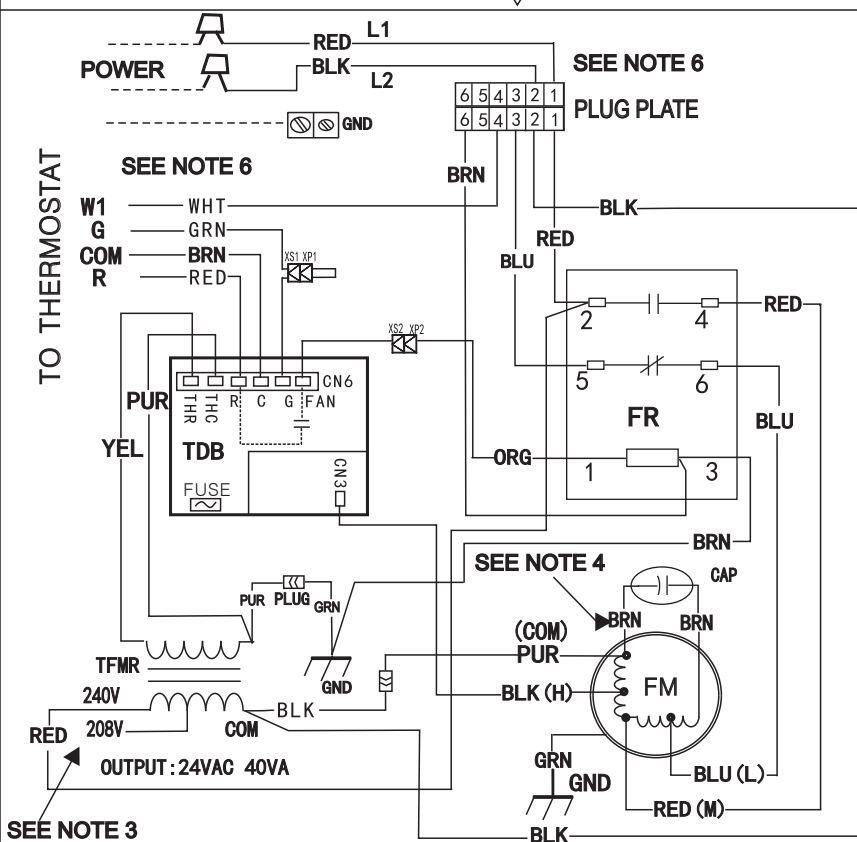 L1
RED
BLK
L2
POWER
SEE NOTE 6
6 5 4 3 2 1
6 5 4 3 2 1
PLUG PLATE
GND
SEE NOTE 6
BRN
TO THERMOSTAT
W1 WHT
G GRN
COM BRN
R RED
XS1 XP1
BLK
RED
BLU
2 4 RED
XS2 XP2
5 6
CN6
PUR
THR THC R C G FAN
FR
BLU
YEL
TDB
ORG
1 3
CN3
FUSE
BRN
SEE NOTE 4
CAP
PUR PLUG GRN
BRN BRN
(COM)
PUR
TFMR
GND
FM
240V
BLK (H)
BLK
RED
208V COM
GRN
GND
BLU (L)
OUTPUT:24VAC 40VA
RED (M)
SEE NOTE 3
BLK